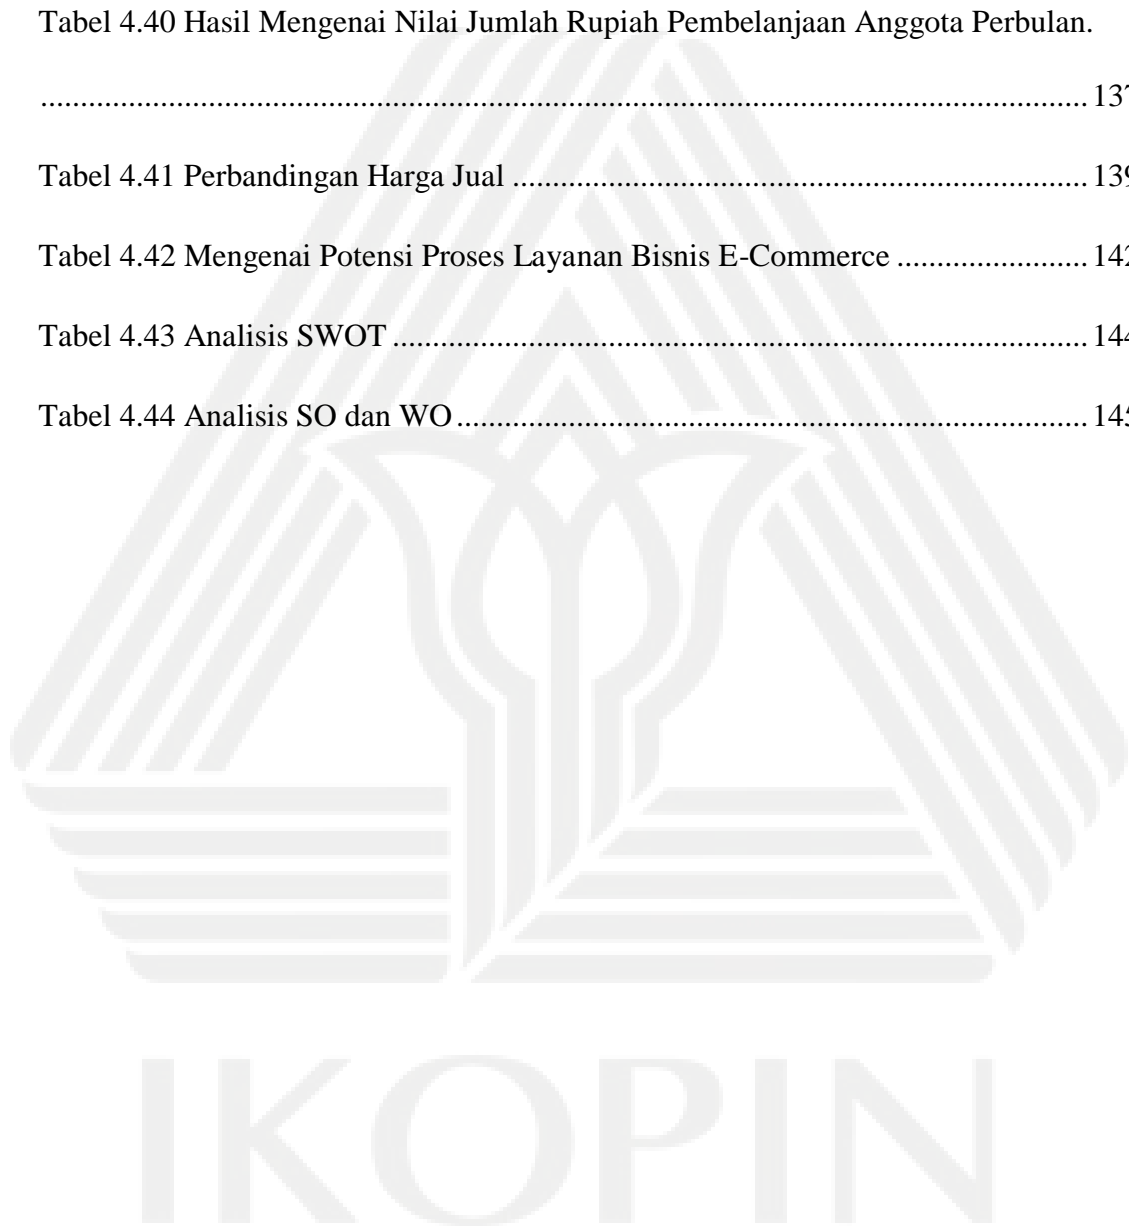 Tabel 4.40 Hasil Mengenai Nilai Jumlah Rupiah Pembelanjaan Anggota Perbulan.
................................................................................................................................... 137
Tabel 4.41 Perbandingan Harga Jual ........................................................................ 139
Tabel 4.42 Mengenai Potensi Proses Layanan Bisnis E-Commerce ........................ 142
Tabel 4.43 Analisis SWOT ....................................................................................... 144
Tabel 4.44 Analisis SO dan WO ............................................................................... 145
IKOPIN